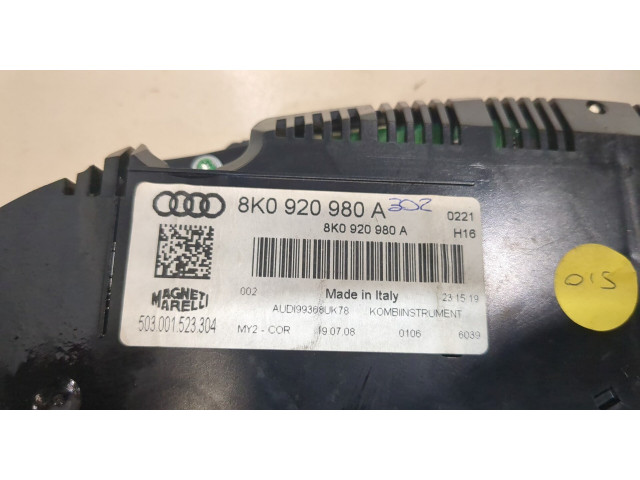 8K0 920 980 A 302
0221
8K0 920 980 A
H16
002
Made in Italy
23:15:19
MAGNETI
MARELLI
AUDI99368UK78
KOMBIINSTRUMENT
503.001.523.304
MY2 - COR
19.07.08
0106
6039